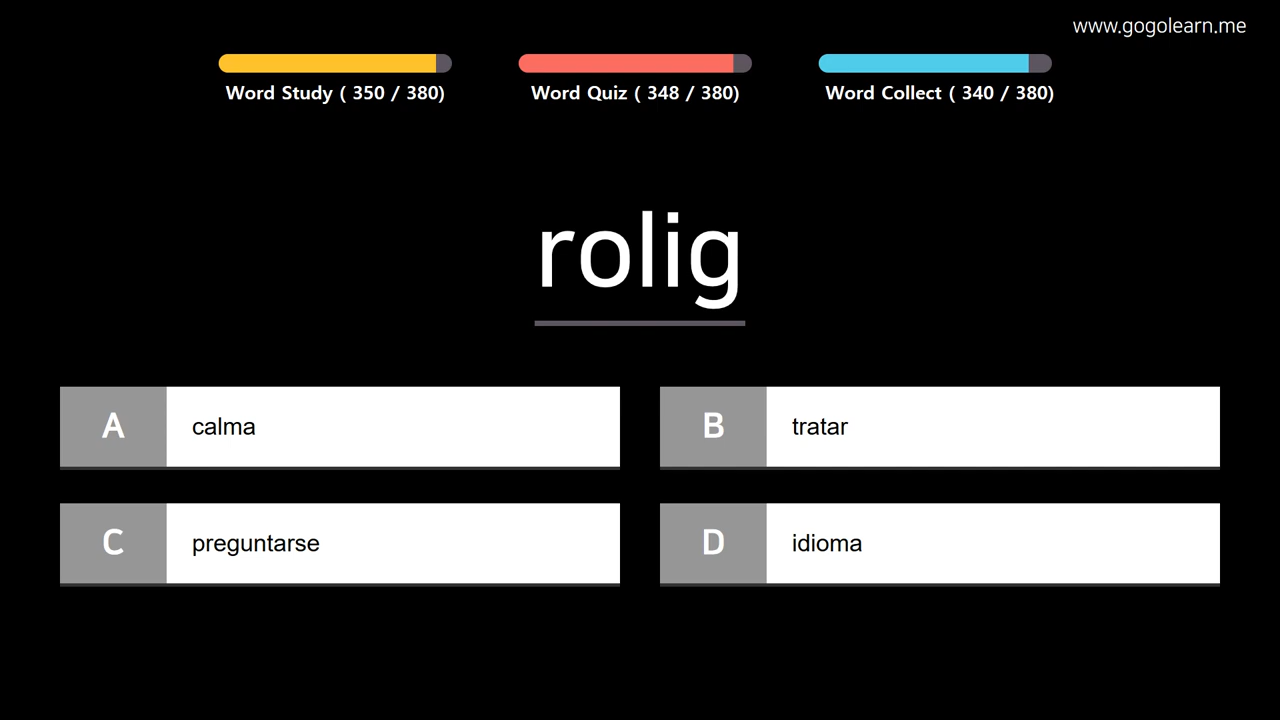 www.gogolearn.me
Word Study ( 350 / 380)
Word Quiz ( 348 / 380)
Word Collect ( 340 / 380)
rolig
A calma
B tratar
C preguntarse
D idioma